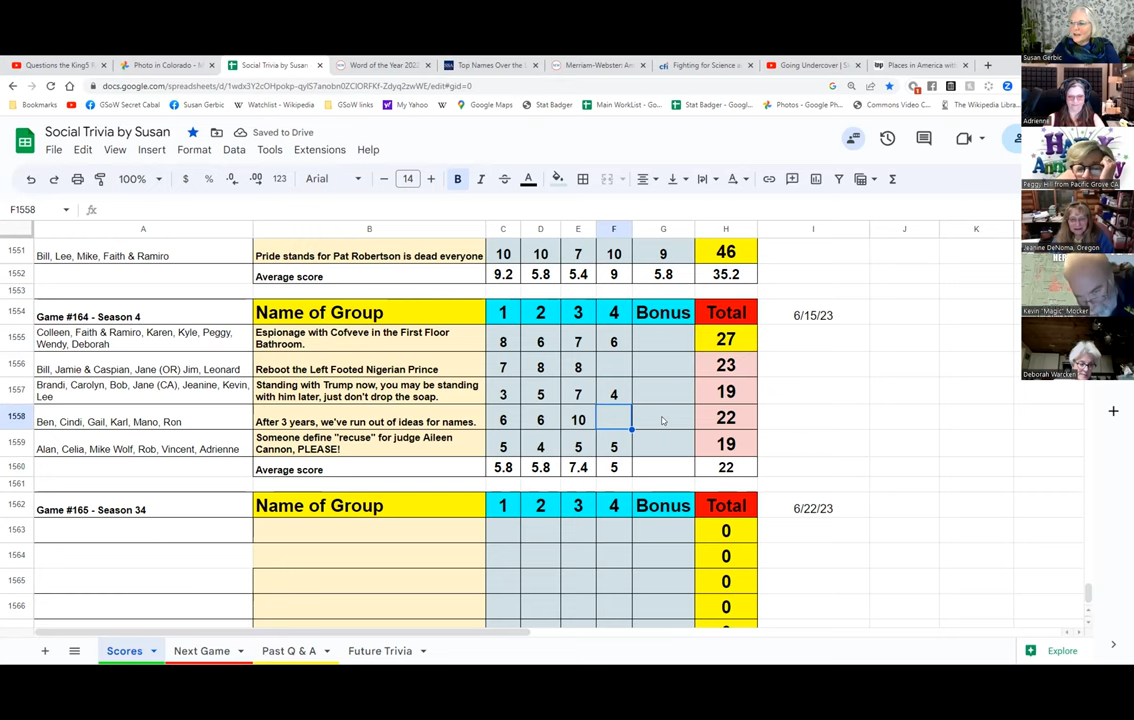 Questions the King5 F
Photo in Colorado - M
Social Trivia by Susan
Word of the Year 2022
Top Names Over the L
Merriam-Webster An
Fighting for Science a
Going Undercover | S
Places in America with
docs.google.com/spreadsheets/d/1wdx3Y2cOHpokp-qyIS7anobn0ZClORFKf-Zdyq2zwWE/edit#gid=0
Bookmarks
GSoW Secret Cabal
Susan Gerbic
Watchlist - Wikipedia
GSoW links
My Yahoo
Google Maps
Stat Badger
Main WorkList - Go...
Stat Badger - Googl...
Photos - Google Ph...
Commons Video C...
The Wikipedia Libra
Social Trivia by Susan
Saved to Drive
File Edit View Insert Format Data Tools Extensions Help
100% $ % .0 .00 123 Arial 14 B I S A
F1558 fx
A B C D E F G H I J K
1551 Bill, Lee, Mike, Faith & Ramiro Pride stands for Pat Robertson is dead everyone 10 10 7 10 9 46
1552 Average score 9.2 5.8 5.4 9 5.8 35.2
1553
1554 Game #164 - Season 4 Name of Group 1 2 3 4 Bonus Total 6/15/23
1555 Colleen, Faith & Ramiro, Karen, Kyle, Peggy, Wendy, Deborah Espionage with Cofveve in the First Floor Bathroom. 8 6 7 6 27
1556 Bill, Jamie & Caspian, Jane (OR) Jim, Leonard Reboot the Left Footed Nigerian Prince 7 8 8 23
1557 Brandi, Carolyn, Bob, Jane (CA), Jeanine, Kevin, Lee Standing with Trump now, you may be standing with him later, just don't drop the soap. 3 5 7 4 19
1558 Ben, Cindi, Gail, Karl, Mano, Ron After 3 years, we've run out of ideas for names. 6 6 10 22
1559 Alan, Celia, Mike Wolf, Rob, Vincent, Adrienne Someone define "recuse" for judge Aileen Cannon, PLEASE! 5 4 5 5 19
1560 Average score 5.8 5.8 7.4 5 22
1561
1562 Game #165 - Season 34 Name of Group 1 2 3 4 Bonus Total 6/22/23
1563 0
1564 0
1565 0
1566 0
Scores
Next Game
Past Q & A
Future Trivia
Explore
Susan Gerbic
Adrienne
Peggy Hill from Pacific Grove CA
Jeanine DeNoma, Oregon
Kevin "Magic" Mosker
Deborah Warcken